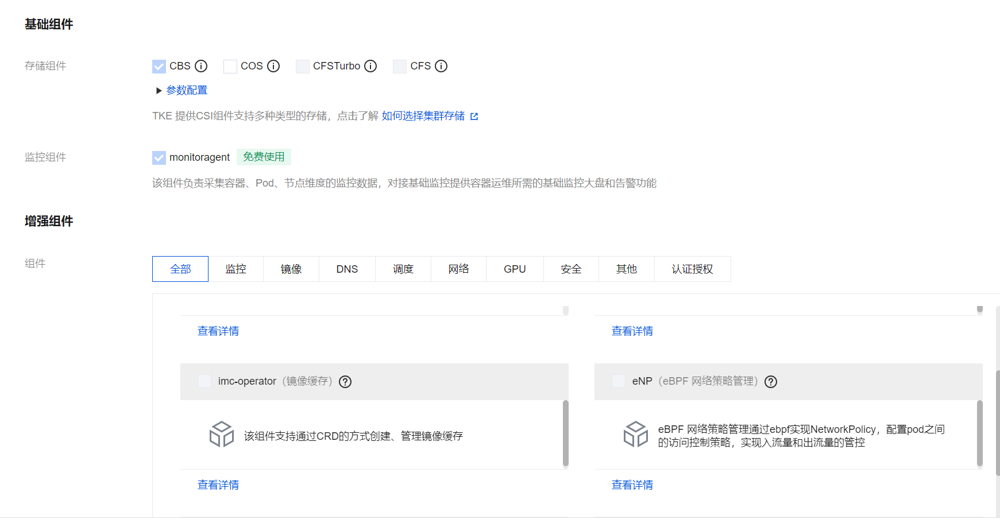 基础组件
存储组件
CBS
COS
CFSTurbo
CFS
参数配置
TKE 提供CSI组件支持多种类型的存储，点击了解 如何选择集群存储
监控组件
monitoragent
免费使用
该组件负责采集容器、Pod、节点维度的监控数据，对接基础监控提供容器运维所需的基础监控大盘和告警功能
增强组件
组件
全部
监控
镜像
DNS
调度
网络
GPU
安全
其他
认证授权
查看详情
查看详情
imc-operator（镜像缓存）
eNP（eBPF 网络策略管理）
该组件支持通过CRD的方式创建、管理镜像缓存
eBPF 网络策略管理通过ebpf实现NetworkPolicy，配置pod之间
的访问控制策略，实现入流量和出流量的管控
查看详情
查看详情